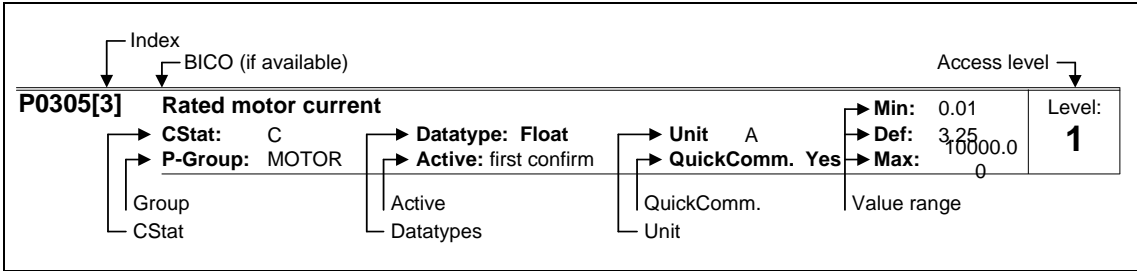 Index
BICO (if available)
Access level
P0305[3] Rated motor current Min: 0.01 Level:
CStat: C Datatype: Float Unit A Def: 3.25 1
P-Group: MOTOR Active: first confirm QuickComm. Yes Max: 10000.0
0
Group Active QuickComm. Value range
CStat Datatypes Unit